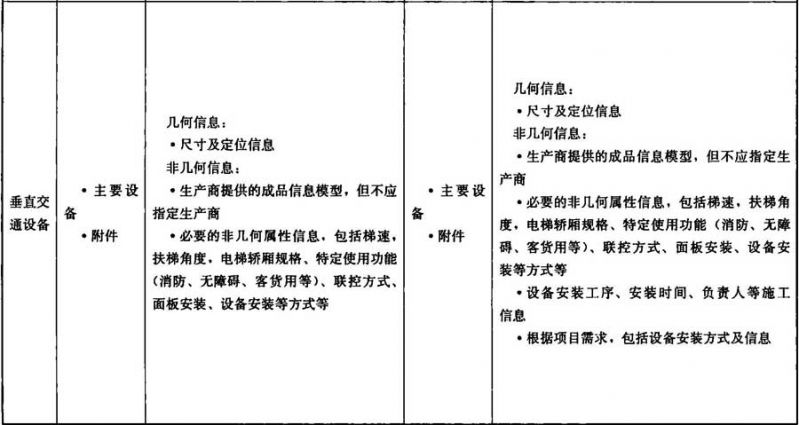 垂直交
通设备
·主要设
备
·附件
几何信息：
·尺寸及定位信息
非几何信息：
·生产商提供的成品信息模型，但不应
指定生产商
·必要的非几何属性信息，包括梯速，
扶梯角度，电梯轿厢规格、特定使用功能
（消防、无障碍、客货用等）、联控方式、
面板安装、设备安装等方式等
·主要设
备
·附件
几何信息：
·尺寸及定位信息
非几何信息：
·生产商提供的成品信息模型，但不应指定生
产商
·必要的非几何属性信息，包括梯速，扶梯角
度，电梯轿厢规格、特定使用功能（消防、无障
碍、客货用等）、联控方式、面板安装、设备安
装等方式等
·设备安装工序、安装时间、负责人等施工
信息
·根据项目需求，包括设备安装方式及信息